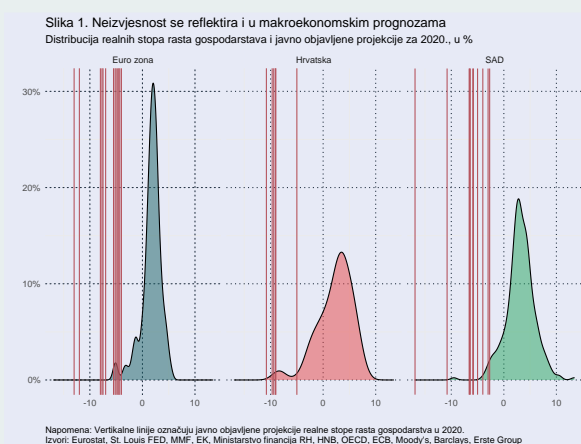 Slika 1. Neizvjesnost se reflektira i u makroekonomskim prognozama
Distribucija realnih stopa rasta gospodarstava i javno objavljene projekcije za 2020., u %
Euro zona
Hrvatska
SAD
30%
20%
10%
0%
-10 0 10 -10 0 10 -10 0 10
Napomena: Vertikalne linije označuju javno objavljene projekcije realne stope rasta gospodarstva u 2020.
Izvori: Eurostat, St. Louis FED, MMF, EK, Ministarstvo financija RH, HNB, OECD, ECB, Moody's, Barclays, Erste Group